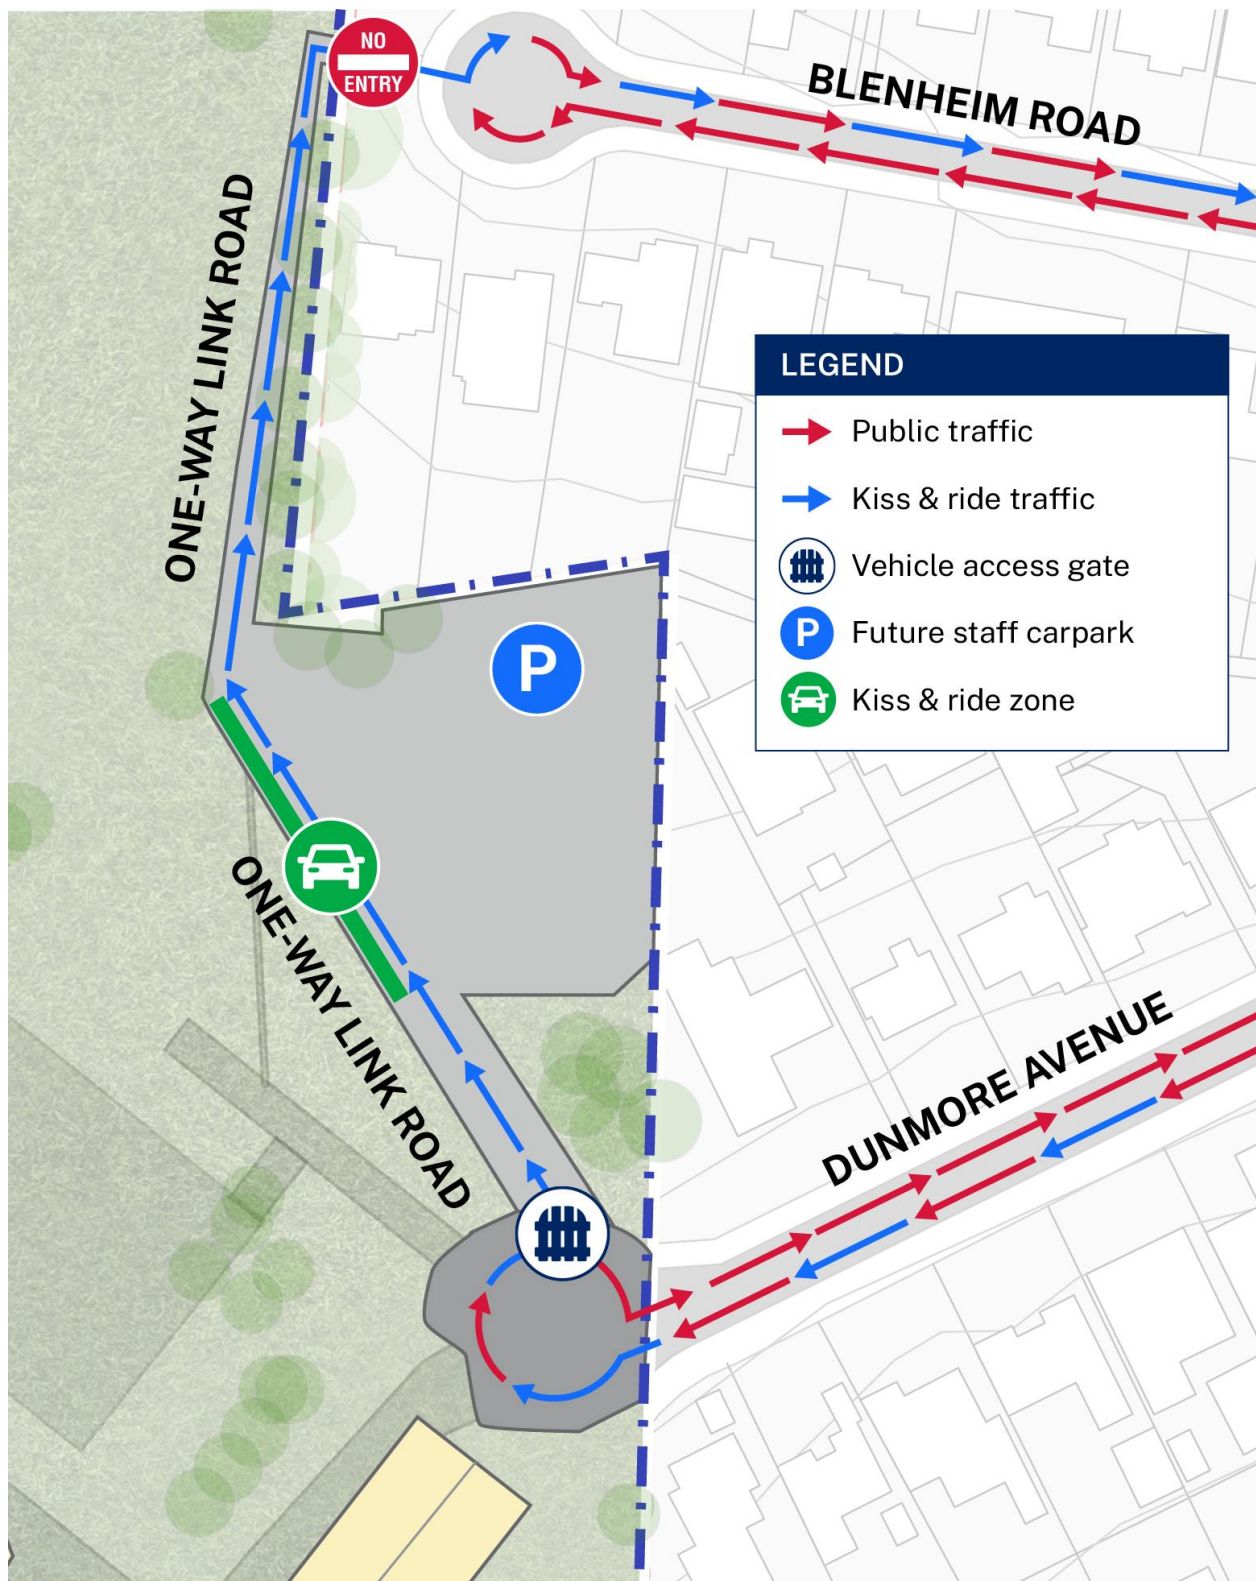 NO
ENTRY
BLENHEIM ROAD
ONE-WAY LINK ROAD
LEGEND
Public traffic
Kiss & ride traffic
Vehicle access gate
P
Future staff carpark
Kiss & ride zone
P
ONE-WAY LINK ROAD
DUNMORE AVENUE